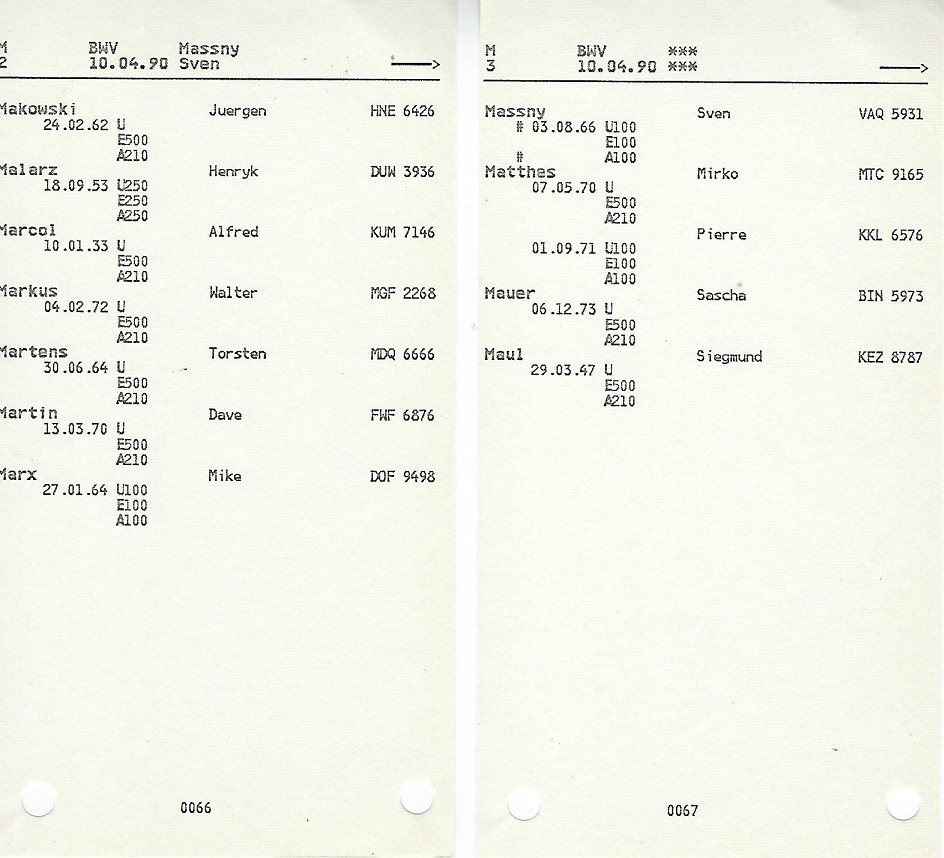 M BWV Massny
2 10.04.90 Sven
Makowski Juergen HNE 6426
24.02.62 U
E500
A210
Malarz Henryk DUW 3936
18.09.53 U250
E250
A250
Marcol Alfred KUM 7146
10.01.33 U
E500
A210
Markus Walter MGF 2268
04.02.72 U
E500
A210
Martens Torsten MDQ 6666
30.06.64 U
E500
A210
Martin Dave FWF 6876
13.03.70 U
E500
A210
Marx Mike DOF 9498
27.01.64 U100
E100
A100
0066
M BWV ***
3 10.04.90 ***
Massny Sven VAQ 5931
# 03.08.66 U100
E100
# A100
Matthes Mirko MTC 9165
07.05.70 U
E500
A210
Pierre KKL 6576
01.09.71 U100
E100
A100
Mauer Sascha BIN 5973
06.12.73 U
E500
A210
Maul Siegmund KEZ 8787
29.03.47 U
E500
A210
0067